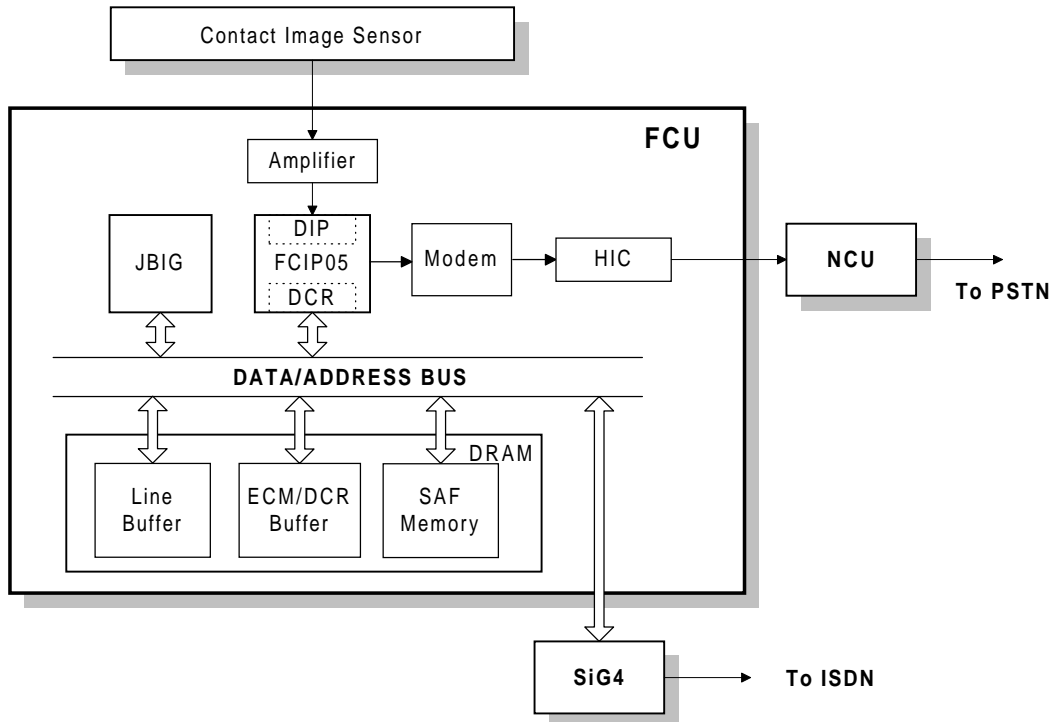 Contact Image Sensor
FCU
Amplifier
DIP
JBIG
FCIP05
Modem
HIC
NCU
DCR
To PSTN
DATA/ADDRESS BUS
DRAM
Line
Buffer
ECM/DCR
Buffer
SAF
Memory
SiG4
To ISDN